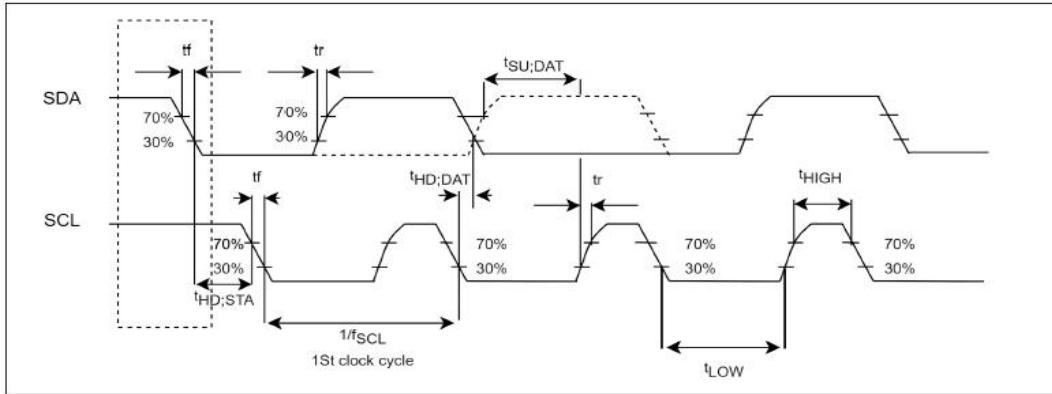 tf
tr
tSU;DAT
SDA
70%
30%
70%
30%
tHD;DAT
tf
tr
tHIGH
SCL
70%
30%
70%
30%
70%
30%
70%
30%
tHD;STA
1/fSCL
1St clock cycle
tLOW